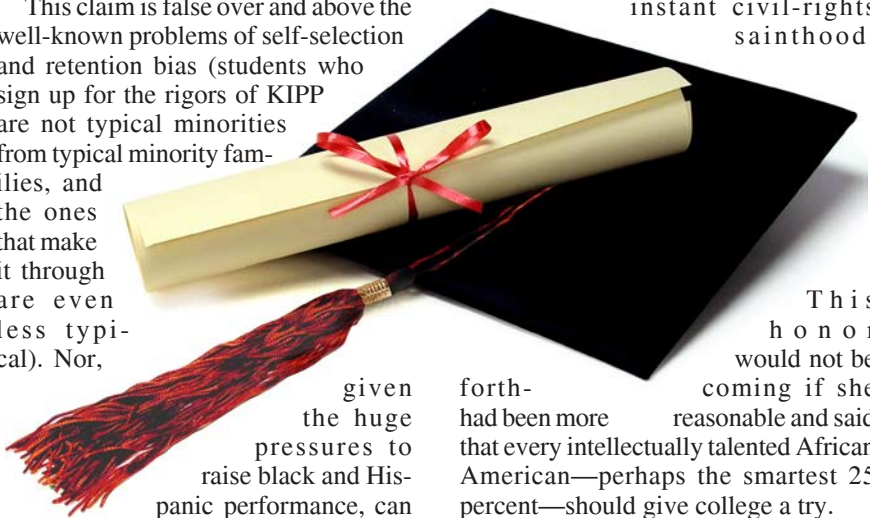 This claim is false over and above the
well-known problems of self-selection
and retention bias (students who
sign up for the rigors of KIPP
are not typical minorities
from typical minority fam-
ilies, and
the ones
that make
it through
are even
less typi-
cal). Nor,
given
the huge
pressures to
raise black and His-
panic performance, can
instant civil-rights
sainthood
This
honor
would not be
forth- coming if she
had been more reasonable and said
that every intellectually talented African
American—perhaps the smartest 25
percent—should give college a try.